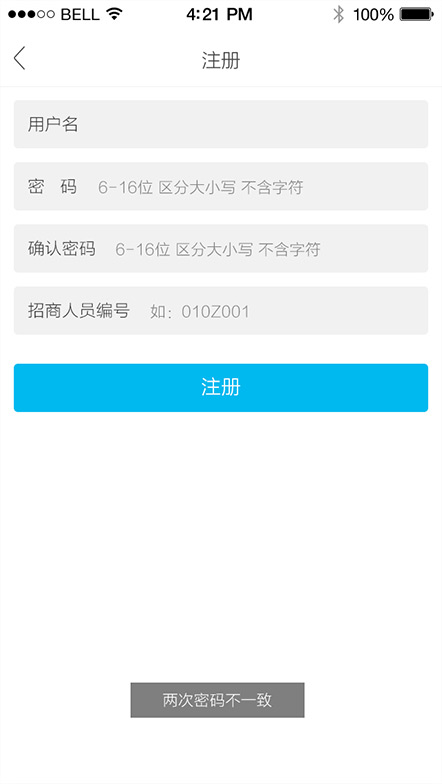 BELL 4:21 PM 100%
注册
用户名
密 码 6-16位 区分大小写 不含字符
确认密码 6-16位 区分大小写 不含字符
招商人员编号 如：010Z001
注册
两次密码不一致